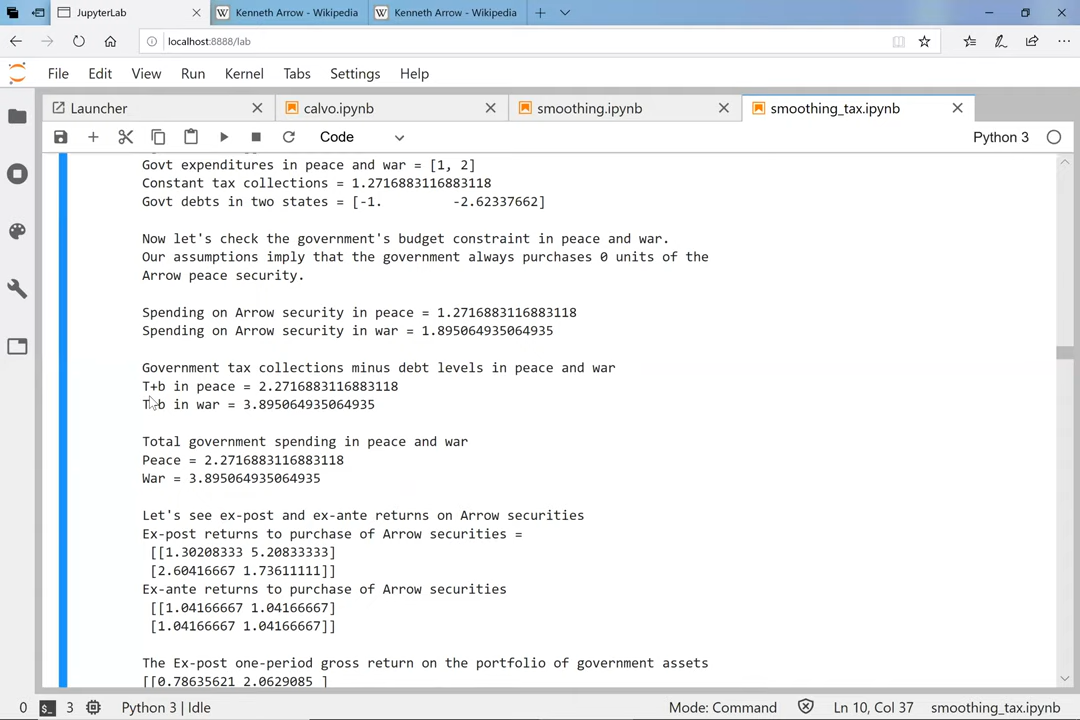 JupyterLab
Kenneth Arrow - Wikipedia
Kenneth Arrow - Wikipedia
localhost:8888/lab
File Edit View Run Kernel Tabs Settings Help
Launcher
calvo.ipynb
smoothing.ipynb
smoothing_tax.ipynb
Code
Python 3
Govt expenditures in peace and war = [1, 2]
Constant tax collections = 1.2716883116883118
Govt debts in two states = [-1. -2.62337662]
Now let's check the government's budget constraint in peace and war.
Our assumptions imply that the government always purchases 0 units of the
Arrow peace security.
Spending on Arrow security in peace = 1.2716883116883118
Spending on Arrow security in war = 1.895064935064935
Government tax collections minus debt levels in peace and war
T+b in peace = 2.2716883116883118
T+b in war = 3.895064935064935
Total government spending in peace and war
Peace = 2.2716883116883118
War = 3.895064935064935
Let's see ex-post and ex-ante returns on Arrow securities
Ex-post returns to purchase of Arrow securities =
[[1.30208333 5.20833333]
[2.60416667 1.73611111]]
Ex-ante returns to purchase of Arrow securities
[[1.04166667 1.04166667]
[1.04166667 1.04166667]]
The Ex-post one-period gross return on the portfolio of government assets
[[0.78635621 2.0629085 ]
0 $_ 3 Python 3 | Idle Mode: Command Ln 10, Col 37 smoothing_tax.ipynb